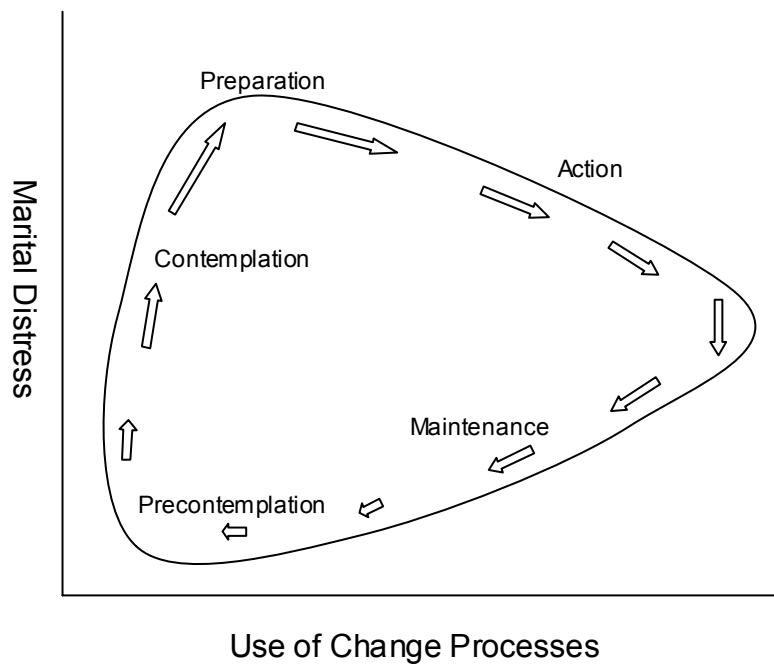 Preparation
Action
Contemplation
Marital Distress
Maintenance
Precontemplation
Use of Change Processes